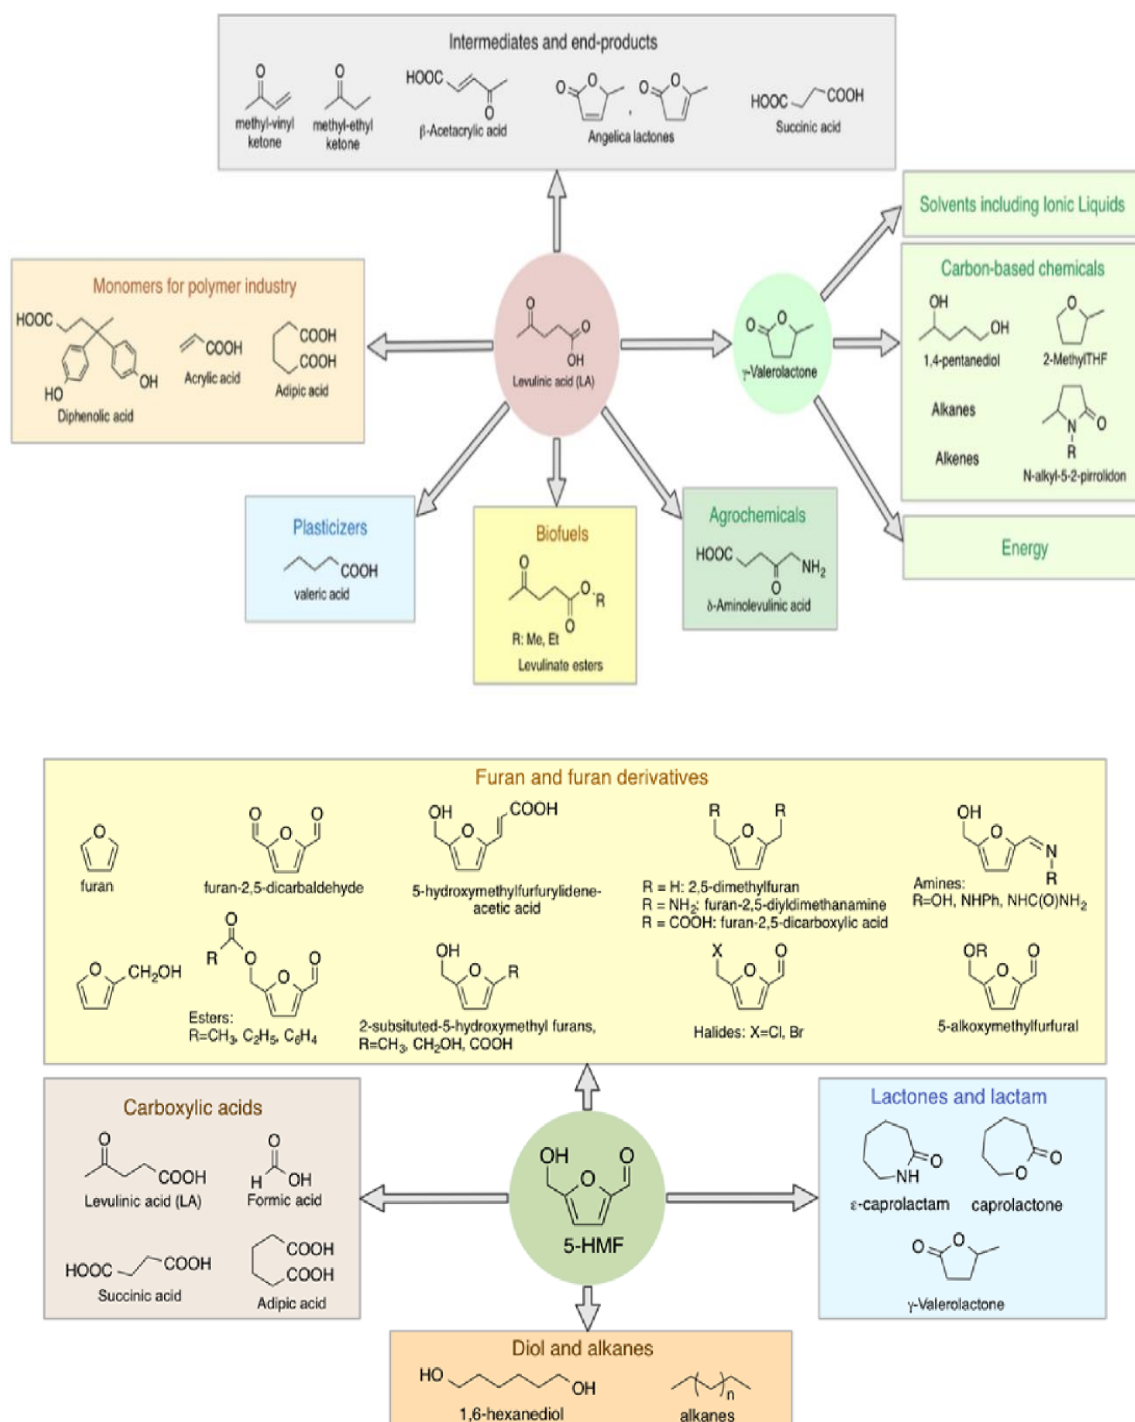 Intermediates and end-products
O
O
HOOC
O
O
O
,
O
O
HOOC
COOH
methyl-vinyl
ketone
methyl-ethyl
ketone
β-Acetacrylic acid
Angelica lactones
Succinic acid
Solvents including Ionic Liquids
Monomers for polymer industry
HOOC
HO
OH
Diphenolic acid
COOH
Acrylic acid
COOH
COOH
Adipic acid
O
O
OH
Levulinic acid (LA)
O
O
γ-Valerolactone
Carbon-based chemicals
OH
OH
1,4-pentanediol
O
2-MethylTHF
Alkanes
Alkenes
N
O
R
N-alkyl-5-2-pirrolidon
Plasticizers
COOH
valeric acid
Biofuels
O
O
R
O
R: Me, Et
Levulinate esters
Agrochemicals
HOOC
NH2
O
δ-Aminolevulinic acid
Energy
Furan and furan derivatives
O
furan
O
O
O
furan-2,5-dicarbaldehyde
OH
O
COOH
5-hydroxymethylfurfurylidene-
acetic acid
R
R
O
R = H: 2,5-dimethylfuran
R = NH2: furan-2,5-diyldimethanamine
R = COOH: furan-2,5-dicarboxylic acid
OH
O
N
R
Amines:
R=OH, NHPh, NHC(O)NH2
O
CH2OH
O
R
O
O
O
Esters:
R=CH3, C2H5, C6H4
OH
O
R
2-subsituted-5-hydroxymethyl furans,
R=CH3, CH2OH, COOH
X
O
O
Halides: X=Cl, Br
OR
O
O
5-alkoxymethylfurfural
Carboxylic acids
O
COOH
Levulinic acid (LA)
O
H
OH
Formic acid
HOOC
COOH
Succinic acid
COOH
COOH
Adipic acid
OH
O
O
5-HMF
Lactones and lactam
O
NH
ε-caprolactam
O
O
caprolactone
O
O
γ-Valerolactone
Diol and alkanes
HO
OH
1,6-hexanediol
n
alkanes